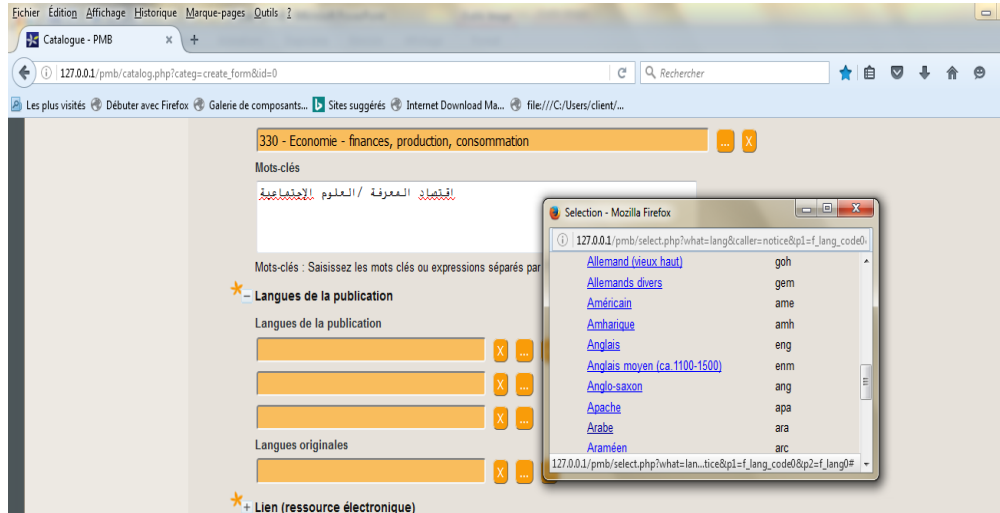 Fichier Édition Affichage Historique Marque-pages Outils ?
Catalogue - PMB × +
127.0.0.1/pmb/catalog.php?categ=create_form&id=0
Rechercher
Les plus visités Débuter avec Firefox Galerie de composants... Sites suggérés Internet Download Ma... file:///C:/Users/client/...
330 - Economie - finances, production, consommation ... X
Mots-clés
اقتصاد المعرفة /العلوم الإجتماعية
Mots-clés : Saisissez les mots clés ou expressions séparés par
Langues de la publication
Langues de la publication
X ...
X ...
X ...
Langues originales
X ...
Lien (ressource électronique)
Selection - Mozilla Firefox
127.0.0.1/pmb/select.php?what=lang&caller=notice&p1=f_lang_code0
Allemand (vieux haut) goh
Allemands divers gem
Américain ame
Amharique amh
Anglais eng
Anglais moyen (ca.1100-1500) enm
Anglo-saxon ang
Apache apa
Arabe ara
Araméen arc
127.0.0.1/pmb/select.php?what=lan...tice&p1=f_lang_code0&p2=f_lang0#